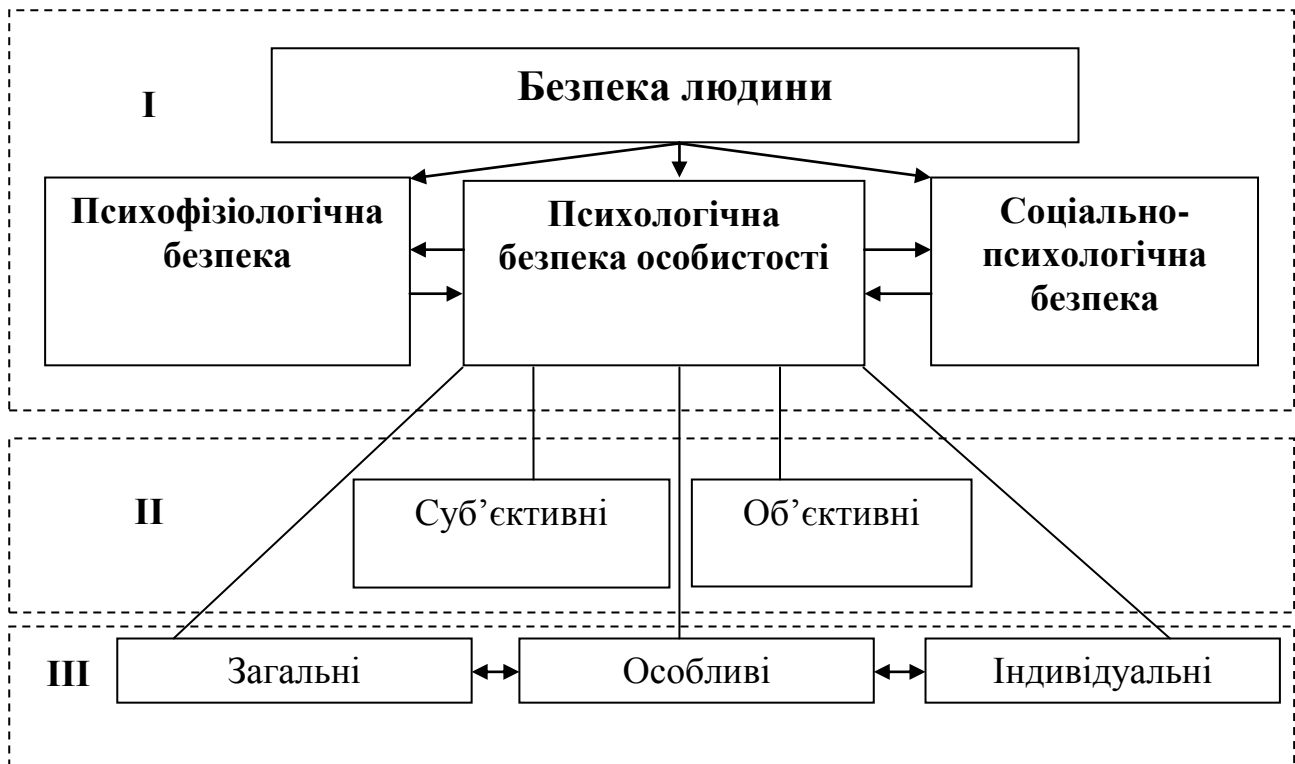 I
Безпека людини
Психофізіологічна
безпека
Психологічна
безпека особистості
Соціально-
психологічна
безпека
II
Суб’єктивні
Об’єктивні
III
Загальні
Особливі
Індивідуальні